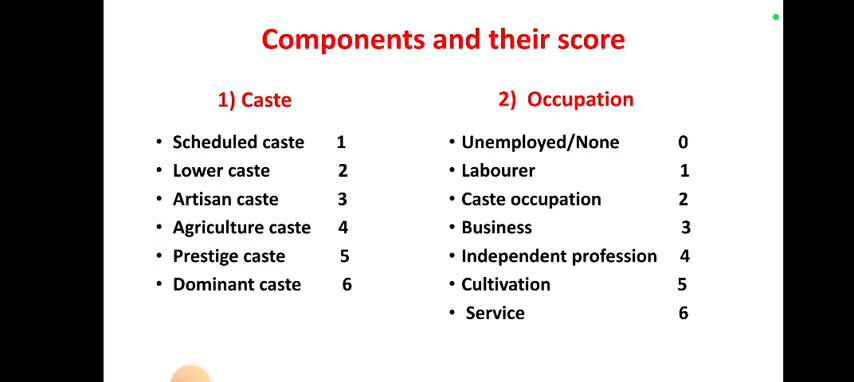 Components and their score
1) Caste
• Scheduled caste 1
• Lower caste 2
• Artisan caste 3
• Agriculture caste 4
• Prestige caste 5
• Dominant caste 6
2) Occupation
• Unemployed/None 0
• Labourer 1
• Caste occupation 2
• Business 3
• Independent profession 4
• Cultivation 5
• Service 6